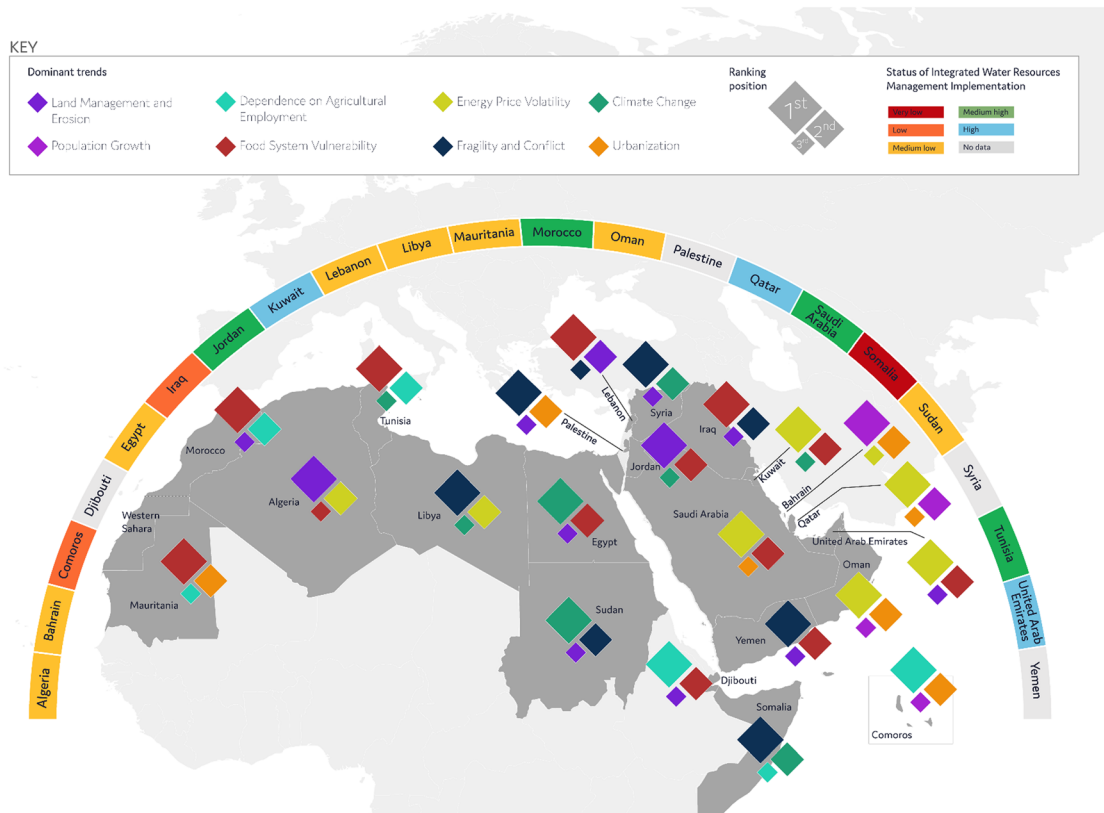 KEY
Dominant trends
Land Management and
Erosion
Dependence on Agricultural
Employment
Energy Price Volatility
Climate Change
Population Growth
Food System Vulnerability
Fragility and Conflict
Urbanization
Ranking
position
1st
2nd
3rd
Status of Integrated Water Resources
Management Implementation
Very low
Medium high
Low
High
Medium low
No data
Algeria
Bahrain
Comoros
Djibouti
Egypt
Iraq
Jordan
Kuwait
Lebanon
Libya
Mauritania
Morocco
Oman
Palestine
Qatar
Saudi
Arabia
Somalia
Sudan
Syria
Tunisia
United Arab
Emirates
Yemen
Morocco
Tunisia
Algeria
Western
Sahara
Mauritania
Libya
Egypt
Sudan
Palestine
Lebanon
Syria
Iraq
Jordan
Kuwait
Bahrain
Qatar
Saudi Arabia
United Arab Emirates
Oman
Yemen
Djibouti
Somalia
Comoros